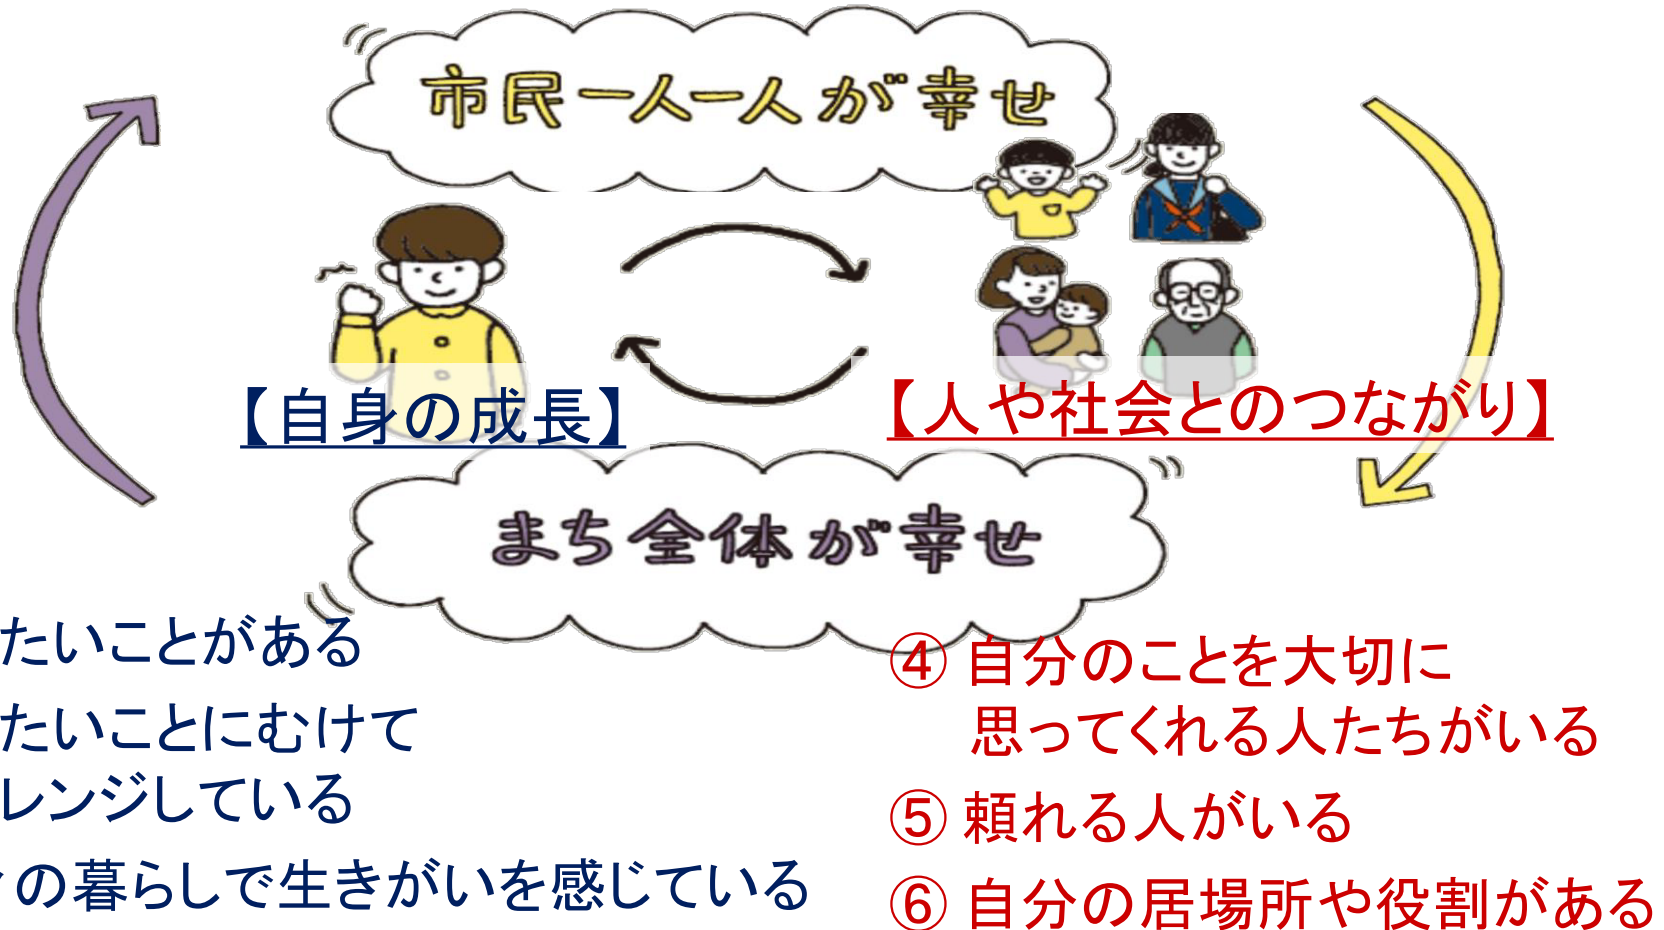 市民一人一人が幸せ
【自身の成長】
【人や社会とのつながり】
まち全体が幸せ
たいことがある
たいことにむけて
レンジしている
の暮らしで生きがいを感じている
④ 自分のことを大切に
思ってくれる人たちがいる
⑤ 頼れる人がいる
⑥ 自分の居場所や役割がある